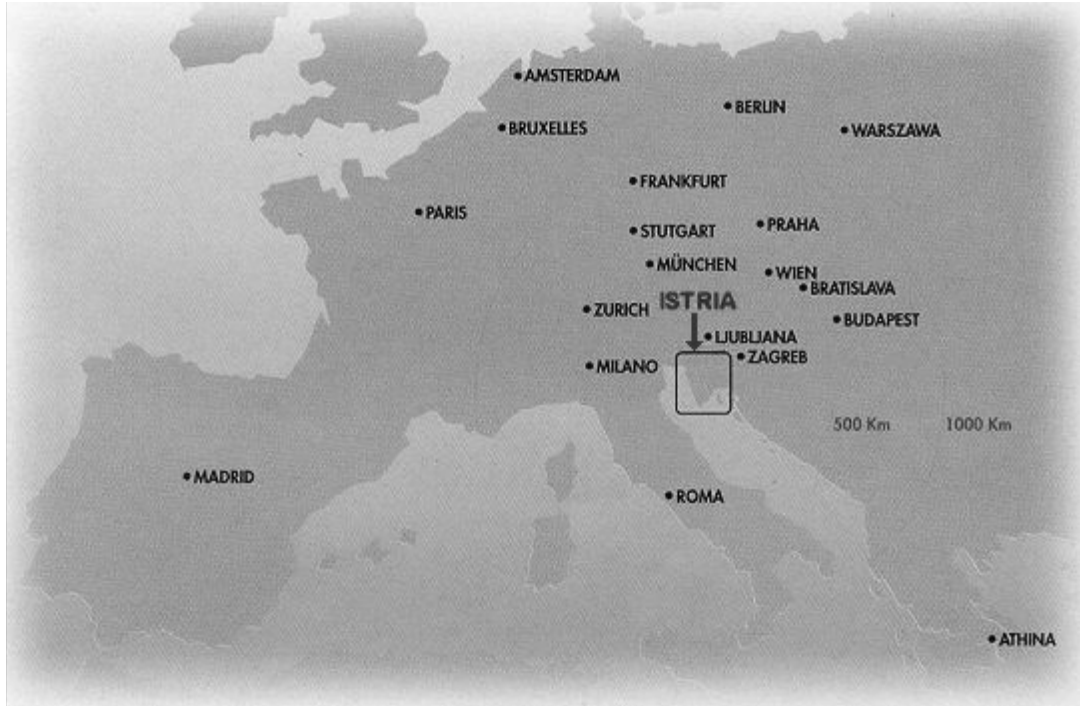 AMSTERDAM
BERLIN
BRUXELLES
WARSZAWA
FRANKFURT
PARIS
PRAHA
STUTGART
MÜNCHEN
WIEN
BRATISLAVA
ISTRIA
ZURICH
BUDAPEST
LJUBLJANA
ZAGREB
MILANO
500 Km
1000 Km
MADRID
ROMA
ATHINA